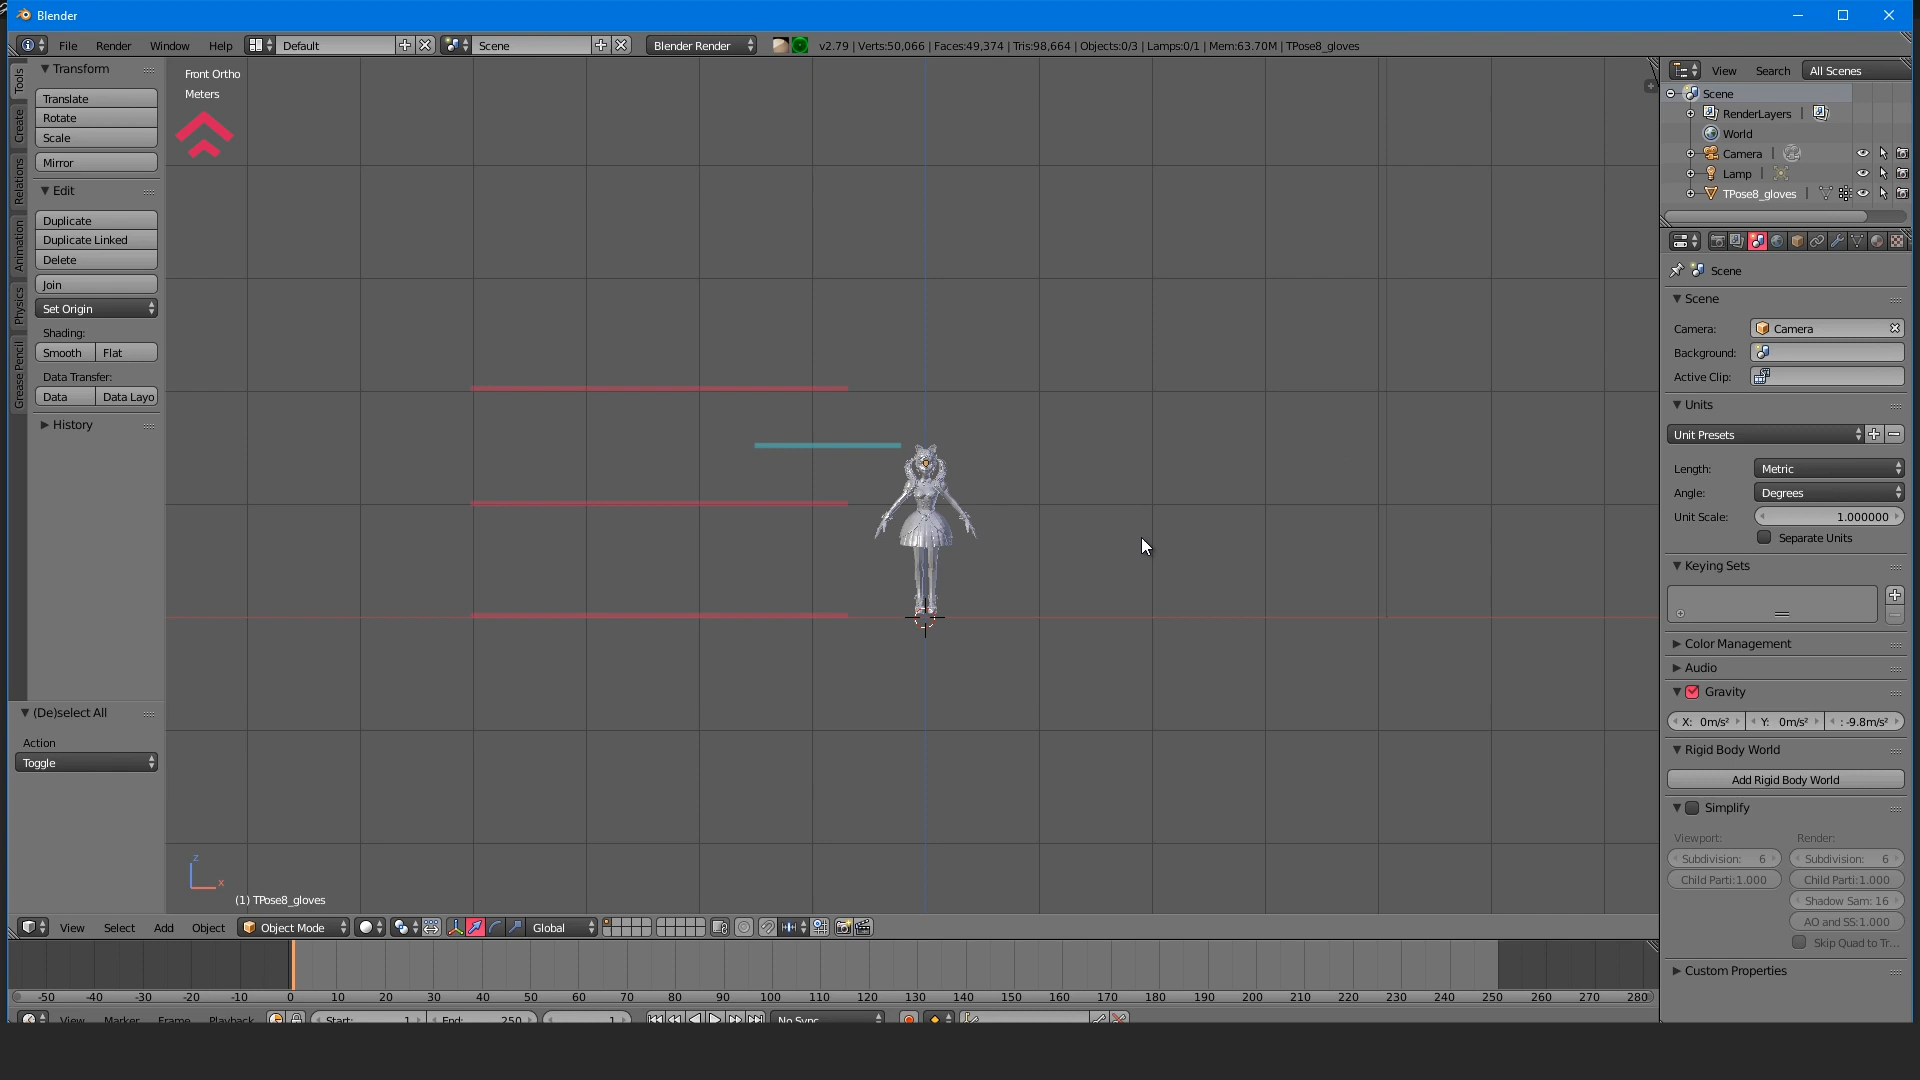 Blender
File Render Window Help Default Scene Blender Render v2.79 | Verts:50,066 | Faces:49,374 | Tris:98,664 | Objects:0/3 | Lamps:0/1 | Mem:63.70M | TPose8_gloves
Tools
Create
Relations
Animation
Physics
Grease Pencil
Transform
Translate
Rotate
Scale
Mirror
Edit
Duplicate
Duplicate Linked
Delete
Join
Set Origin
Shading:
Smooth Flat
Data Transfer:
Data Data Layo
History
(De)select All
Action
Toggle
Front Ortho
Meters
z
x
(1) TPose8_gloves
View Select Add Object Object Mode Global
-50 -40 -30 -20 -10 0 10 20 30 40 50 60 70 80 90 100 110 120 130 140 150 160 170 180 190 200 210 220 230 240 250 260 270 280
View Marker Frame Playback Start: 1 End: 250 1 No Sync
View Search All Scenes
Scene
RenderLayers |
World
Camera |
Lamp |
TPose8_gloves |
Scene
Scene
Camera: Camera
Background:
Active Clip:
Units
Unit Presets
Length: Metric
Angle: Degrees
Unit Scale: 1.000000
Separate Units
Keying Sets
Color Management
Audio
Gravity
X: 0m/s² Y: 0m/s² : -9.8m/s²
Rigid Body World
Add Rigid Body World
Simplify
Viewport: Render:
Subdivision: 6 Subdivision: 6
Child Parti:1.000 Child Parti:1.000
Shadow Sam: 16
AO and SS:1.000
Skip Quad to Tr...
Custom Properties